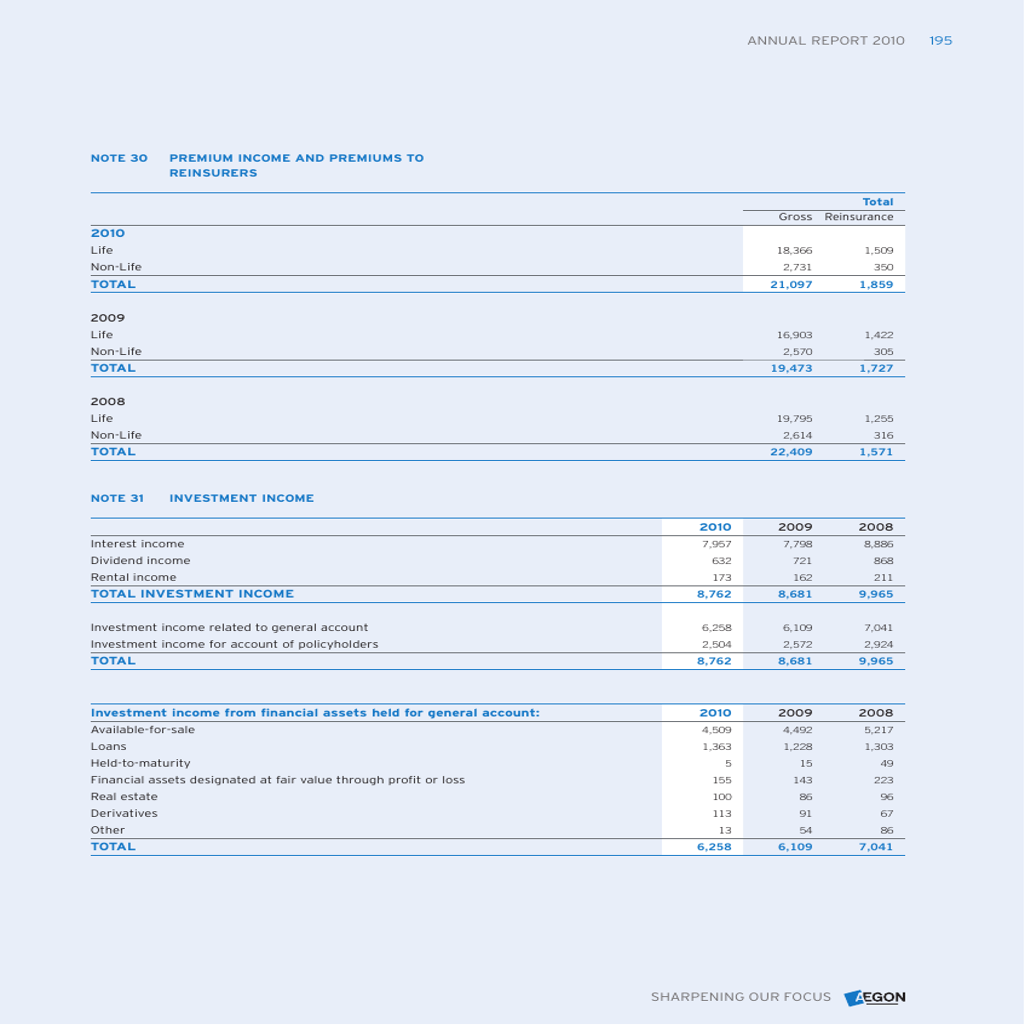 ANNUAL REPORT 2010 195
NOTE 30 PREMIUM INCOME AND PREMIUMS TO
REINSURERS
Total
Gross Reinsurance
2010
Life 18,366 1,509
Non-Life 2,731 350
TOTAL 21,097 1,859
2009
Life 16,903 1,422
Non-Life 2,570 305
TOTAL 19,473 1,727
2008
Life 19,795 1,255
Non-Life 2,614 316
TOTAL 22,409 1,571
NOTE 31 INVESTMENT INCOME
2010 2009 2008
Interest income 7,957 7,798 8,886
Dividend income 632 721 868
Rental income 173 162 211
TOTAL INVESTMENT INCOME 8,762 8,681 9,965
Investment income related to general account 6,258 6,109 7,041
Investment income for account of policyholders 2,504 2,572 2,924
TOTAL 8,762 8,681 9,965
Investment income from financial assets held for general account: 2010 2009 2008
Available-for-sale 4,509 4,492 5,217
Loans 1,363 1,228 1,303
Held-to-maturity 5 15 49
Financial assets designated at fair value through profit or loss 155 143 223
Real estate 100 86 96
Derivatives 113 91 67
Other 13 54 86
TOTAL 6,258 6,109 7,041
SHARPENING OUR FOCUS AEGON